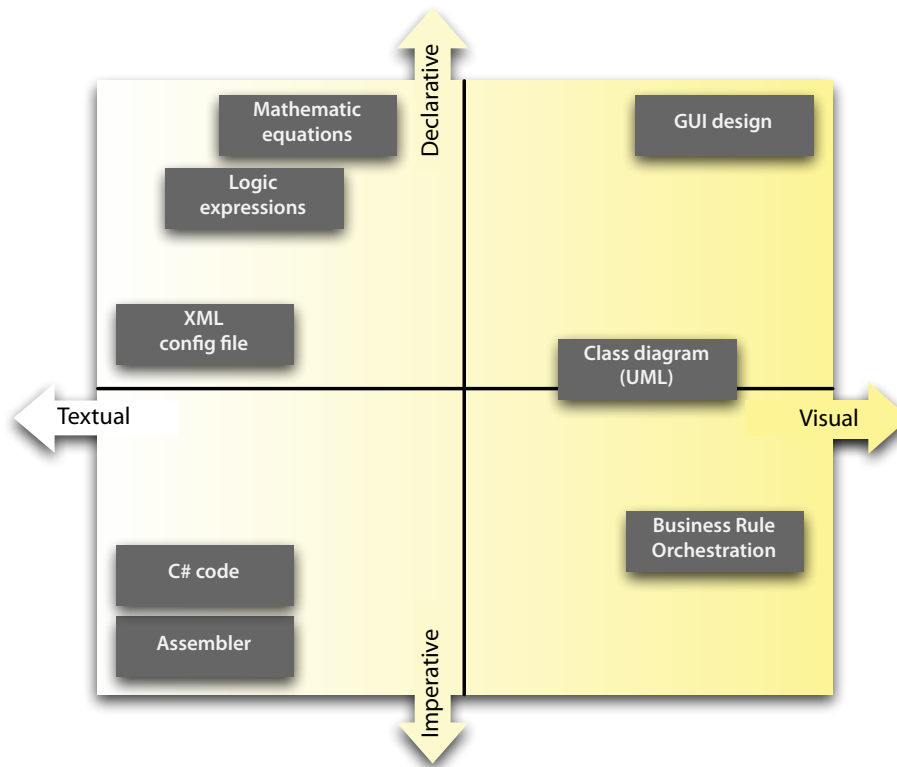 Declarative
Mathematic
equations
GUI design
Logic
expressions
XML
config file
Class diagram
(UML)
Textual
Visual
Business Rule
Orchestration
C# code
Assembler
Imperative